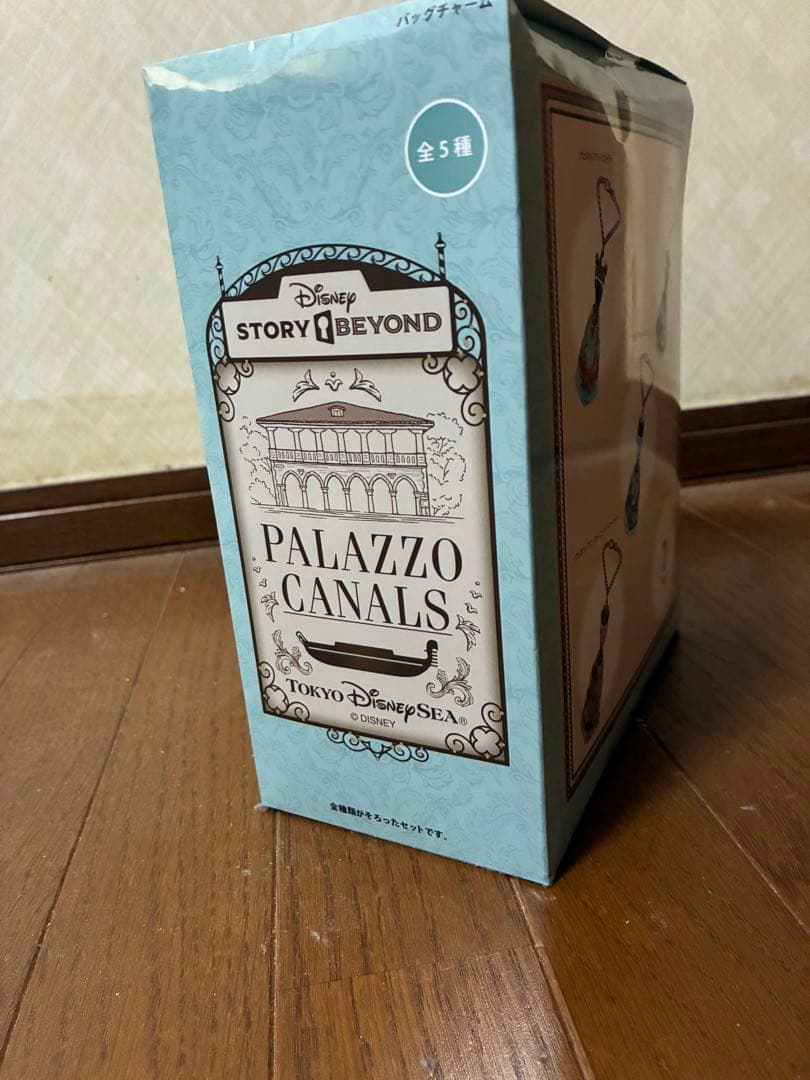 バッグチャーム
全5種
Disney
STORY BEYOND
PALAZZO
CANALS
TOKYO DisneySEA®
© DISNEY
全種類がそろったセットです。